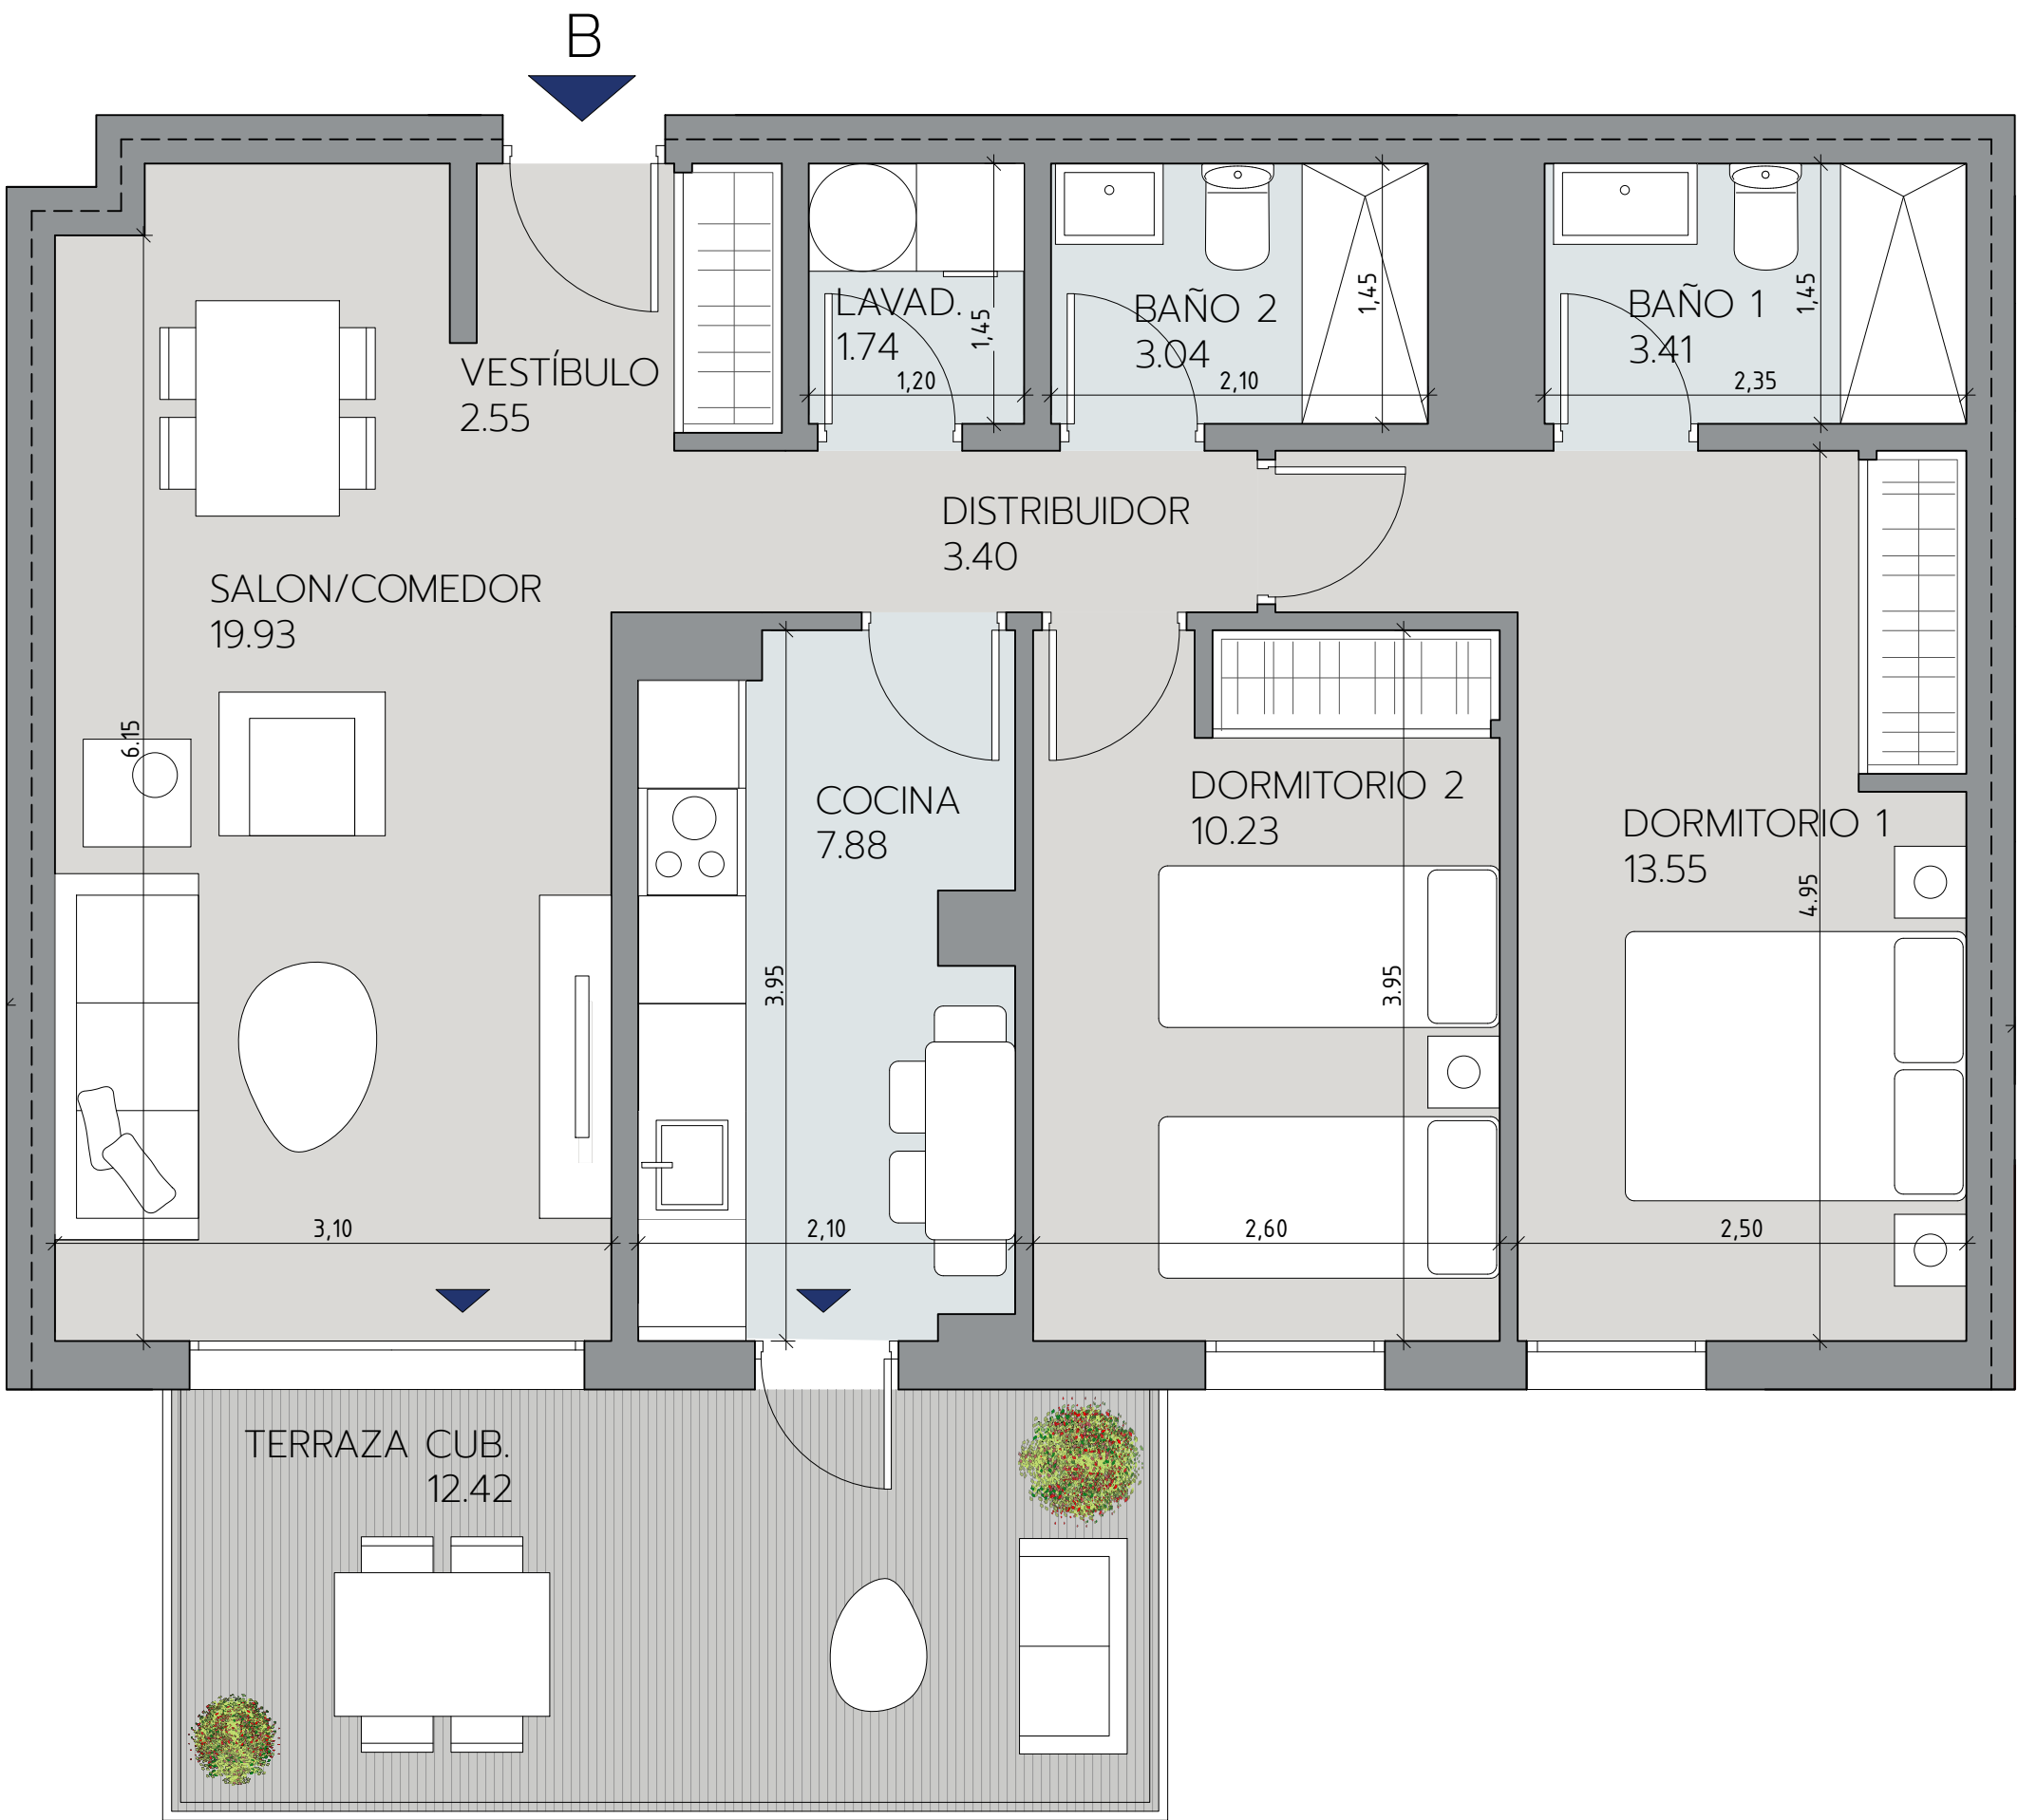 B
VESTÍBULO
2.55
LAVAD.
1.74
1,45
1,20
BAÑO 2
3.04
1,45
2,10
BAÑO 1
3.41
1,45
2,35
DISTRIBUIDOR
3.40
SALON/COMEDOR
19.93
6.15
3,10
COCINA
7.88
3.95
2,10
DORMITORIO 2
10.23
3.95
2,60
DORMITORIO 1
13.55
4.95
2,50
TERRAZA CUB.
12.42